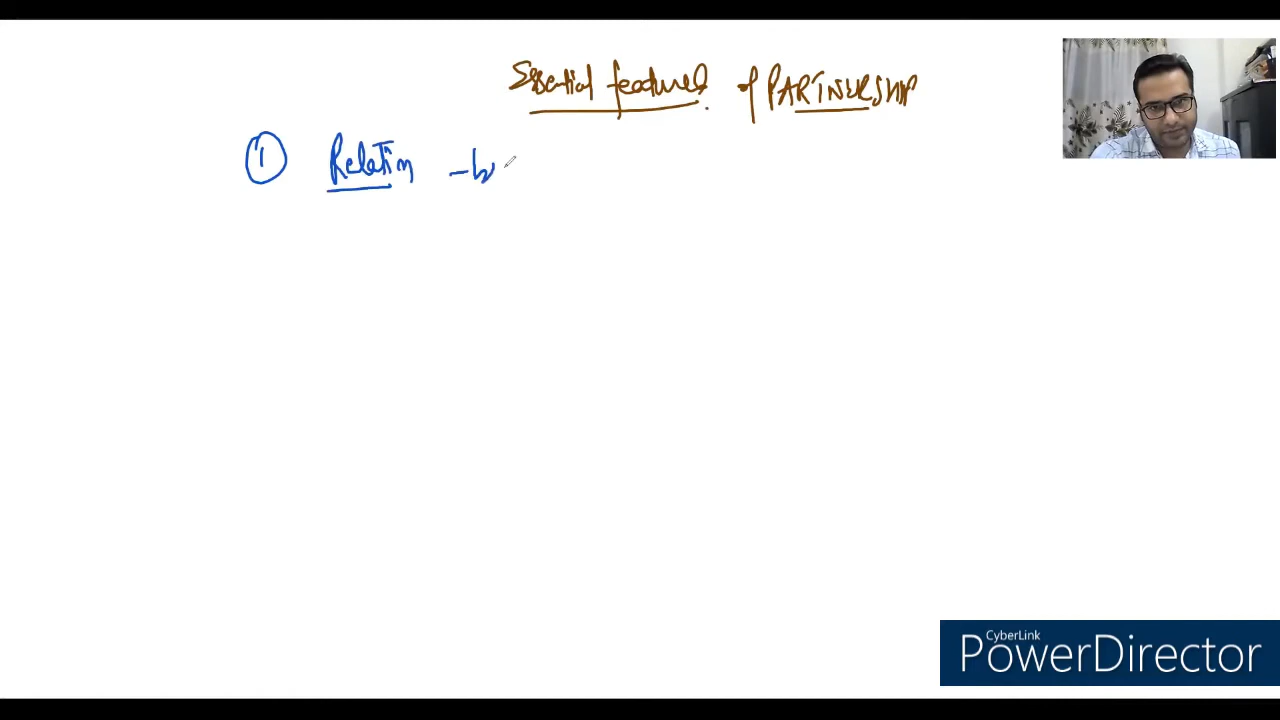 Essential features of PARTNERSHIP
① Relation -
CyberLink
PowerDirector